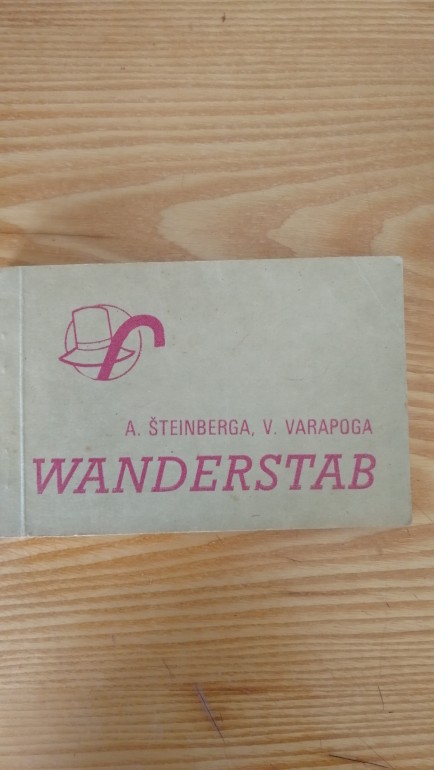 A. ŠTEINBERGA, V. VARAPOGA
WANDERSTAB